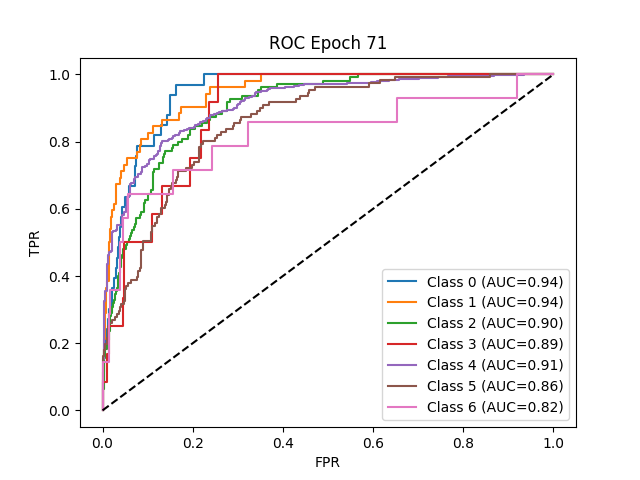 ROC Epoch 71
1.0
0.8
0.6
0.4
0.2
0.0
TPR
0.0 0.2 0.4 0.6 0.8 1.0
FPR
Class 0 (AUC=0.94)
Class 1 (AUC=0.94)
Class 2 (AUC=0.90)
Class 3 (AUC=0.89)
Class 4 (AUC=0.91)
Class 5 (AUC=0.86)
Class 6 (AUC=0.82)